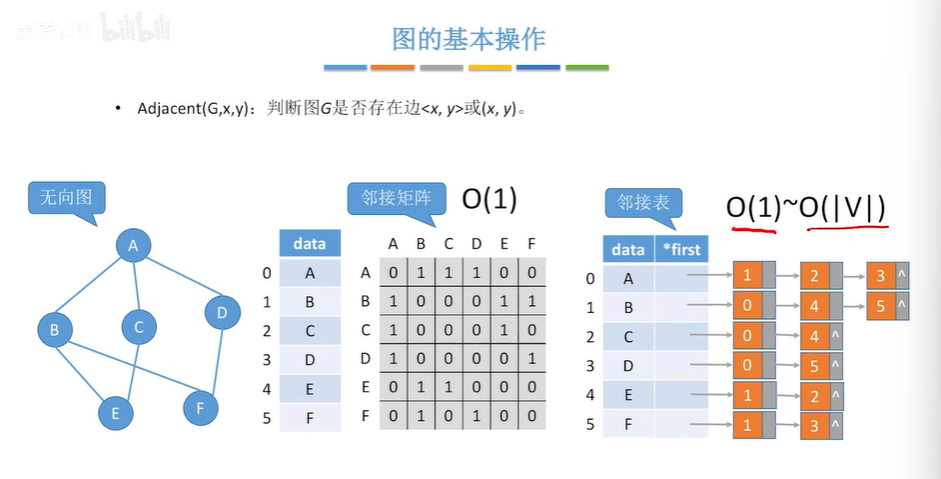 bilibili
图的基本操作
• Adjacent(G,x,y)：判断图G是否存在边<x, y>或(x, y)。
无向图
邻接矩阵 O(1)
邻接表 O(1)~O(|V|)
A
B C D
E F
data
0 A
1 B
2 C
3 D
4 E
5 F
A B C D E F
A 0 1 1 1 0 0
B 1 0 0 0 1 1
C 1 0 0 0 1 0
D 1 0 0 0 0 1
E 0 1 1 0 0 0
F 0 1 0 1 0 0
data *first
0 A 1 2 3 ^
1 B 0 4 5 ^
2 C 0 4 ^
3 D 0 5 ^
4 E 1 2 ^
5 F 1 3 ^